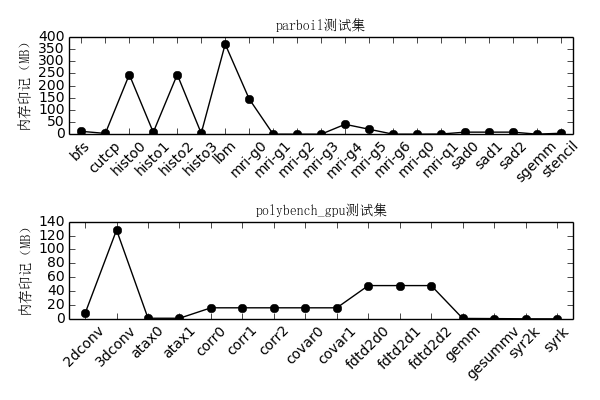 parboil测试集
内存印记 (MB)
400
350
300
250
200
150
100
50
0
bfs cutcp histo0 histo1 histo2 histo3 lbm mri-g0 mri-g1 mri-g2 mri-g3 mri-g4 mri-g5 mri-g6 mri-q0 mri-q1 sad0 sad1 sad2 sgemm stencil
polybench_gpu测试集
内存印记 (MB)
140
120
100
80
60
40
20
0
2dconv 3dconv atax0 atax1 corr0 corr1 corr2 covar0 covar1 fdtd2d0 fdtd2d1 fdtd2d2 gemm gesummv syr2k syrk